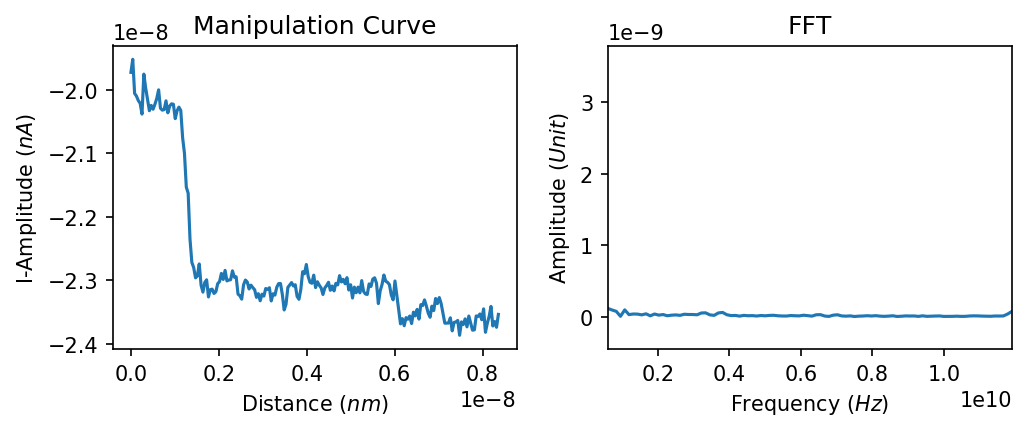 Manipulation Curve
1e−8
−2.0
−2.1
−2.2
−2.3
−2.4
I-Amplitude (nA)
0.0 0.2 0.4 0.6 0.8
1e−8
Distance (nm)
FFT
1e−9
3
2
1
0
Amplitude (Unit)
0.2 0.4 0.6 0.8 1.0
1e10
Frequency (Hz)